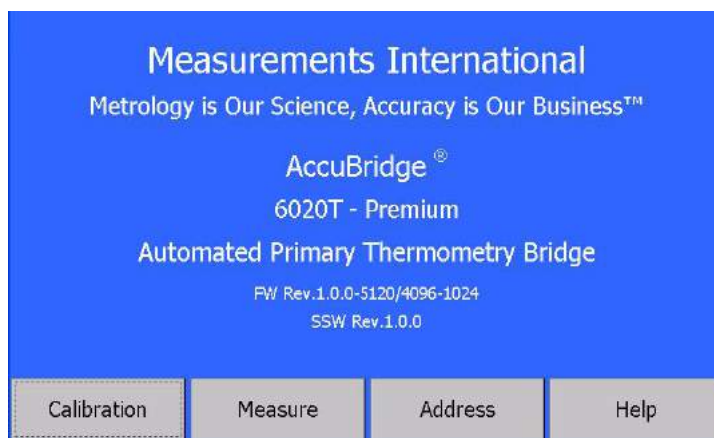 Measurements International
Metrology is Our Science, Accuracy is Our Business™
AccuBridge ®
6020T - Premium
Automated Primary Thermometry Bridge
FW Rev.1.0.0-5120/4096-1024
SSW Rev.1.0.0
Calibration Measure Address Help